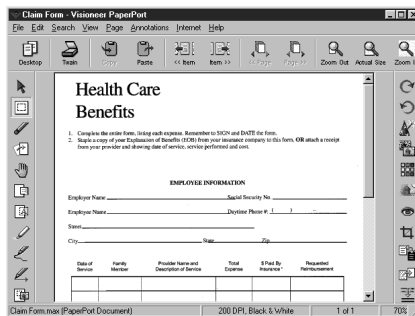 Claim Form - Visioneer PaperPort
File Edit Search View Page Annotations Internet Help
Desktop Twain Copy Paste << Item Item >> << Page Page >> Zoom Out Actual Size Zoom I
Health Care
Benefits
1. Complete the entire form, listing each expense. Remember to SIGN and DATE the form.
2. Staple a copy of your Explanation of Benefits (EOB) from your insurance company to this form, OR attach a receipt
from your provider and showing date of service, service performed and cost.
EMPLOYEE INFORMATION
Employer Name Social Security No.
Employee Name Daytime Phone #: ( ) -
Street
City State Zip
Date of Family Provider Name and Total $ Paid By Requested
Service Member Description of Service Expense Insurance * Reimbursement
Claim Form.max (PaperPort Document) 200 DPI, Black & White 1 of 1 70%